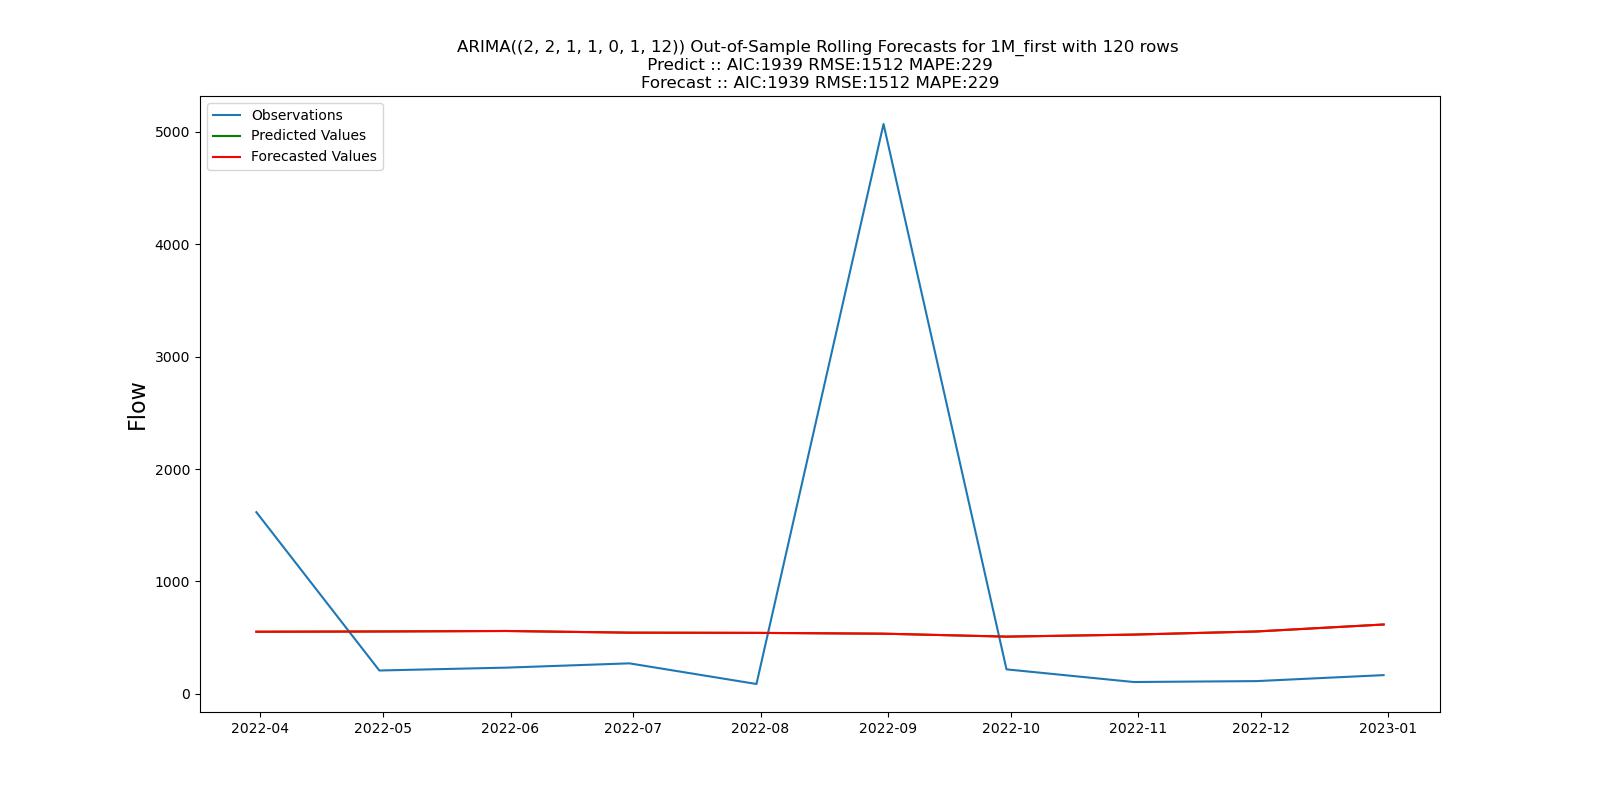 ARIMA((2, 2, 1, 1, 0, 1, 12)) Out-of-Sample Rolling Forecasts for 1M_first with 120 rows
Predict :: AIC:1939 RMSE:1512 MAPE:229
Forecast :: AIC:1939 RMSE:1512 MAPE:229
Observations
Predicted Values
Forecasted Values
5000
4000
3000
2000
1000
0
Flow
2022-04 2022-05 2022-06 2022-07 2022-08 2022-09 2022-10 2022-11 2022-12 2023-01